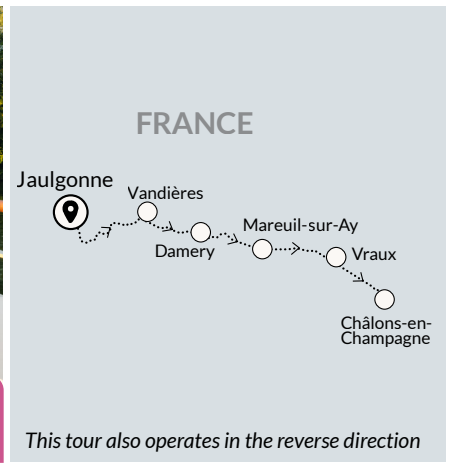 FRANCE
Jaulgonne
Vandières
Damery
Mareuil-sur-Ay
Vraux
Châlons-en-
Champagne
This tour also operates in the reverse direction